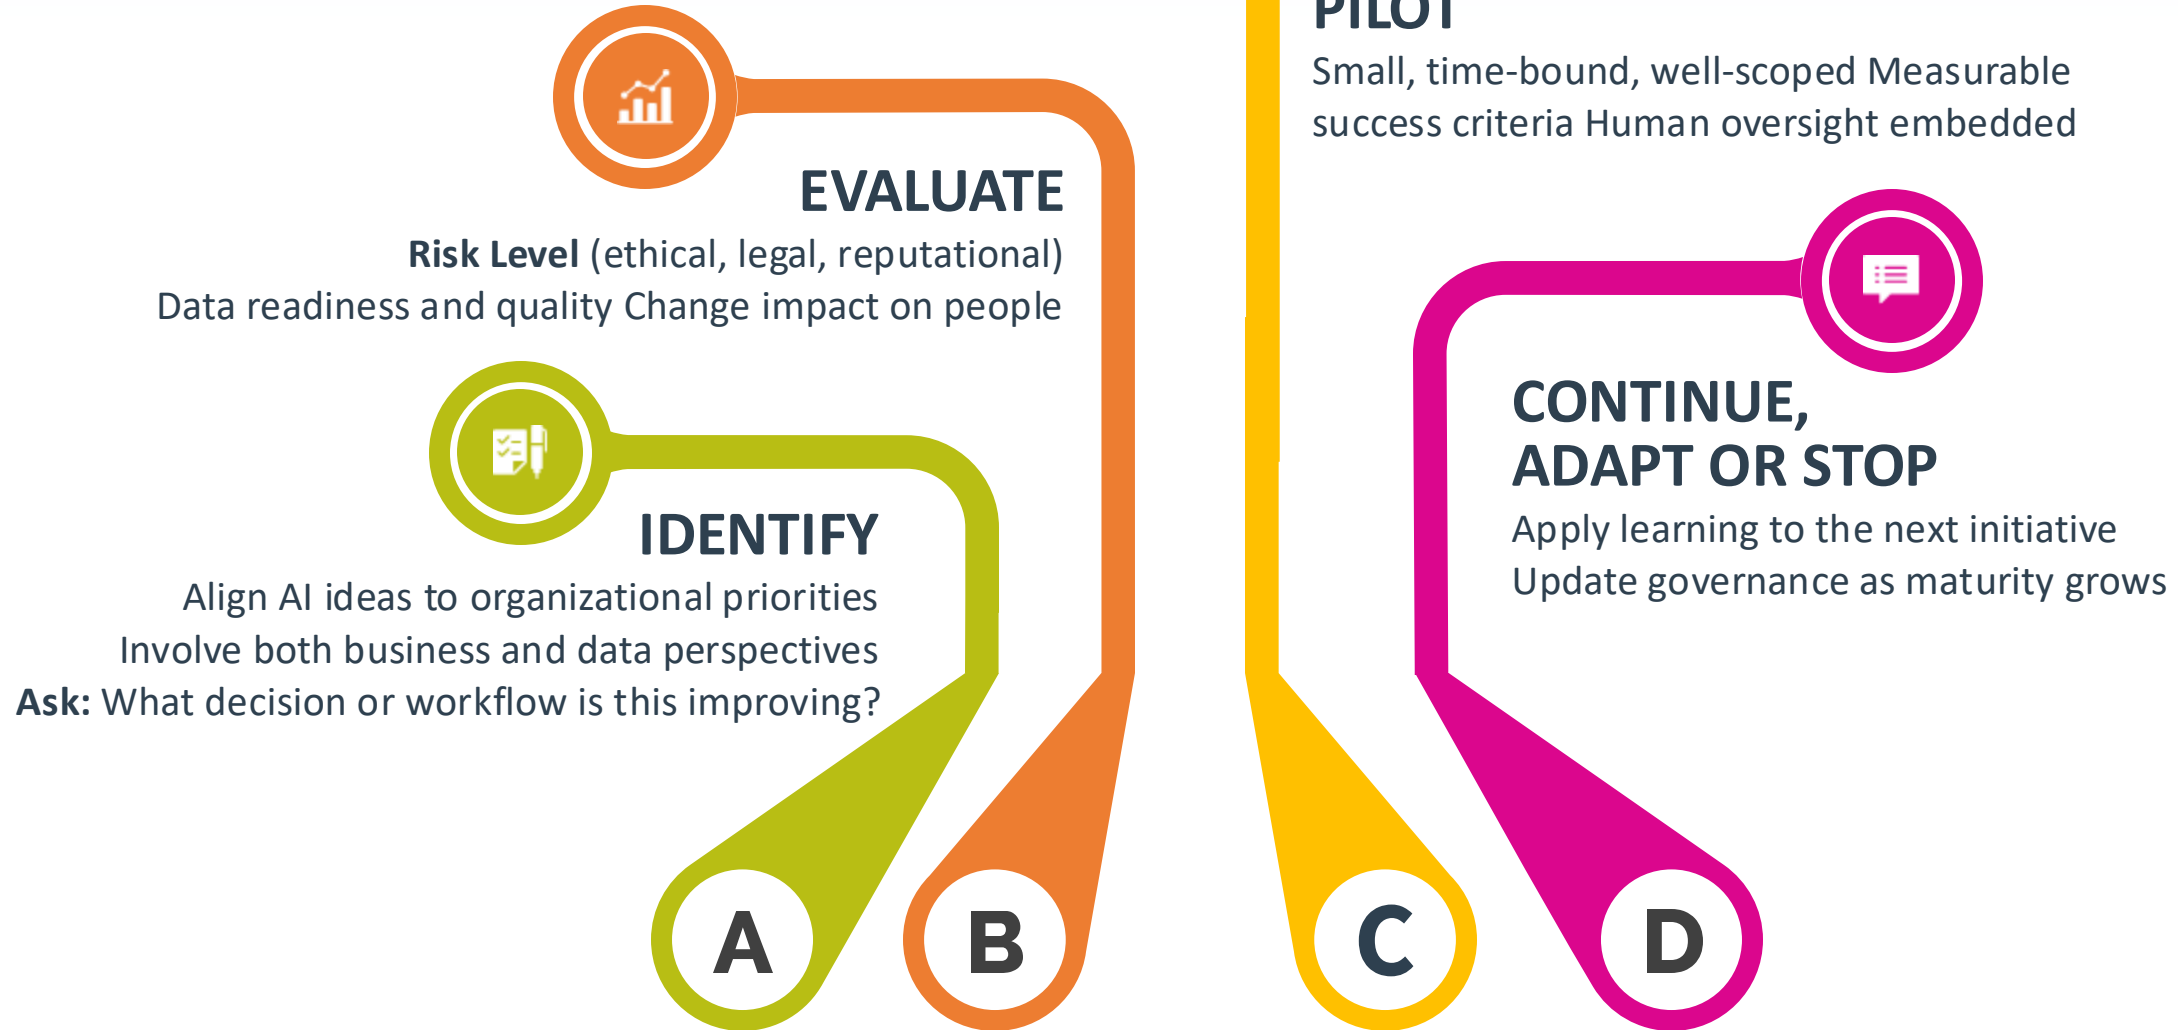 PILOT
Small, time-bound, well-scoped Measurable
success criteria Human oversight embedded
EVALUATE
Risk Level (ethical, legal, reputational)
Data readiness and quality Change impact on people
CONTINUE,
ADAPT OR STOP
Apply learning to the next initiative
Update governance as maturity grows
IDENTIFY
Align AI ideas to organizational priorities
Involve both business and data perspectives
Ask: What decision or workflow is this improving?
A
B
C
D